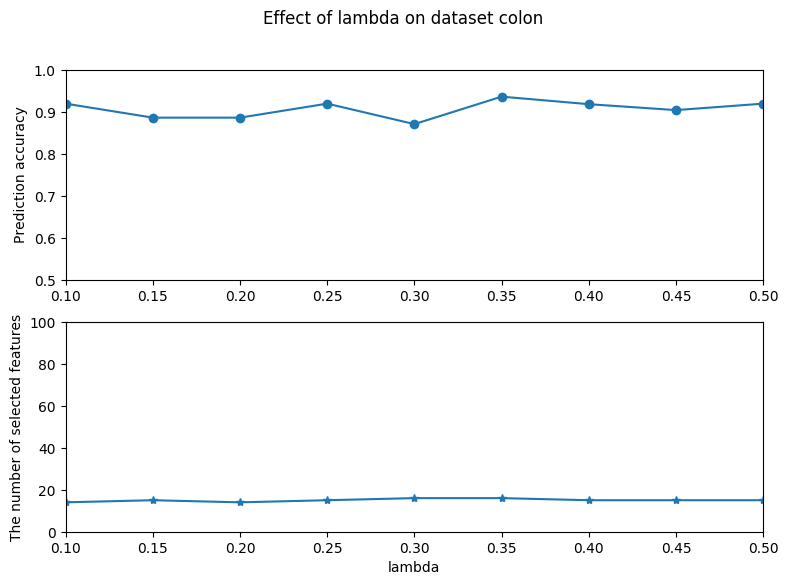 Effect of lambda on dataset colon
Prediction accuracy
1.0
0.9
0.8
0.7
0.6
0.5
0.10 0.15 0.20 0.25 0.30 0.35 0.40 0.45 0.50
The number of selected features
100
80
60
40
20
0
0.10 0.15 0.20 0.25 0.30 0.35 0.40 0.45 0.50
lambda